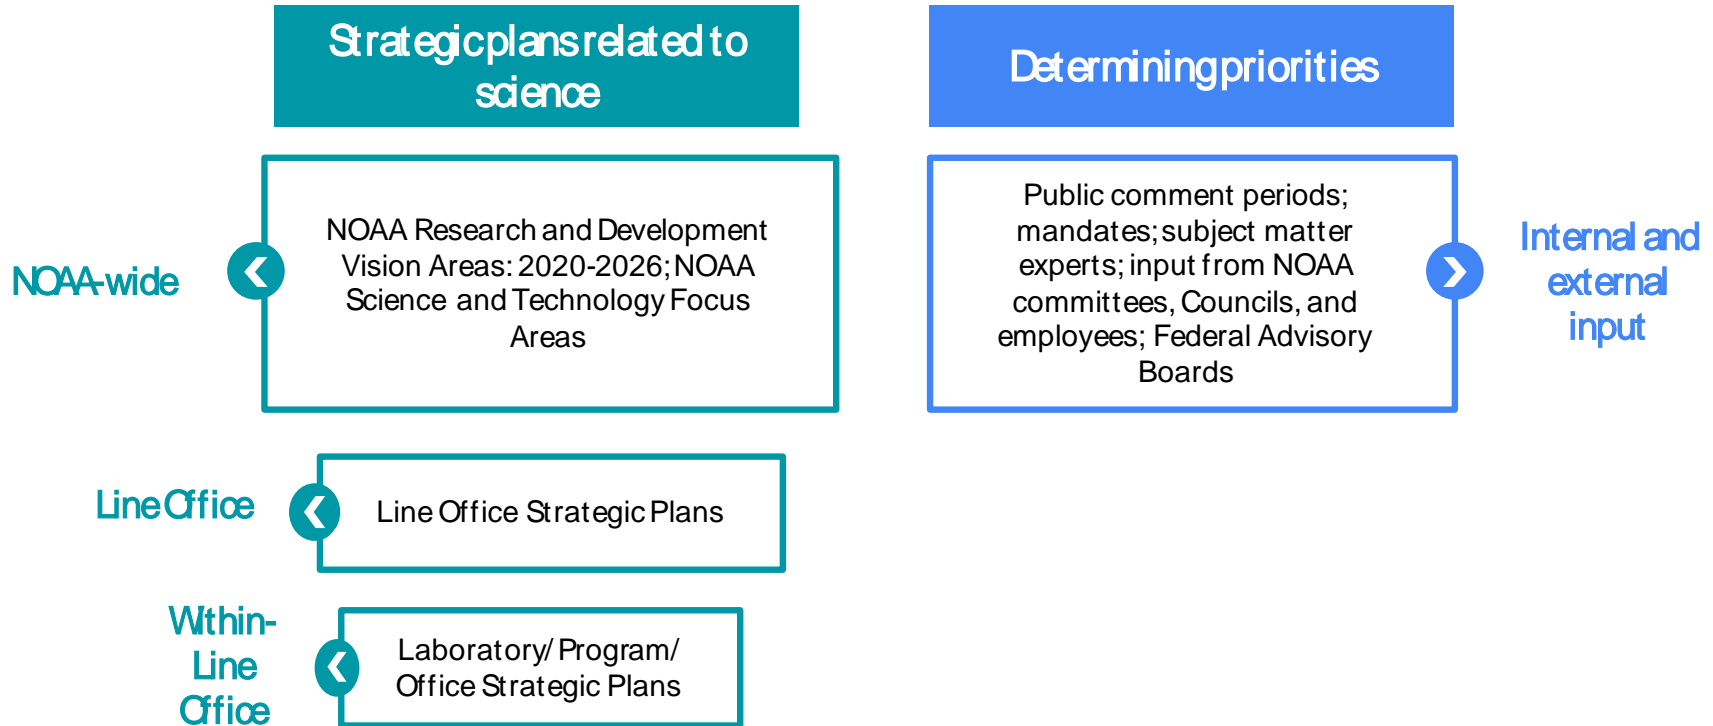 Strategic plans related to
science
Determining priorities
NOAA-wide
NOAA Research and Development
Vision Areas: 2020-2026; NOAA
Science and Technology Focus
Areas
Public comment periods;
mandates; subject matter
experts; input from NOAA
committees, Councils, and
employees; Federal Advisory
Boards
Internal and
external
input
Line Office
Line Office Strategic Plans
Within-
Line
Office
Laboratory/ Program/
Office Strategic Plans